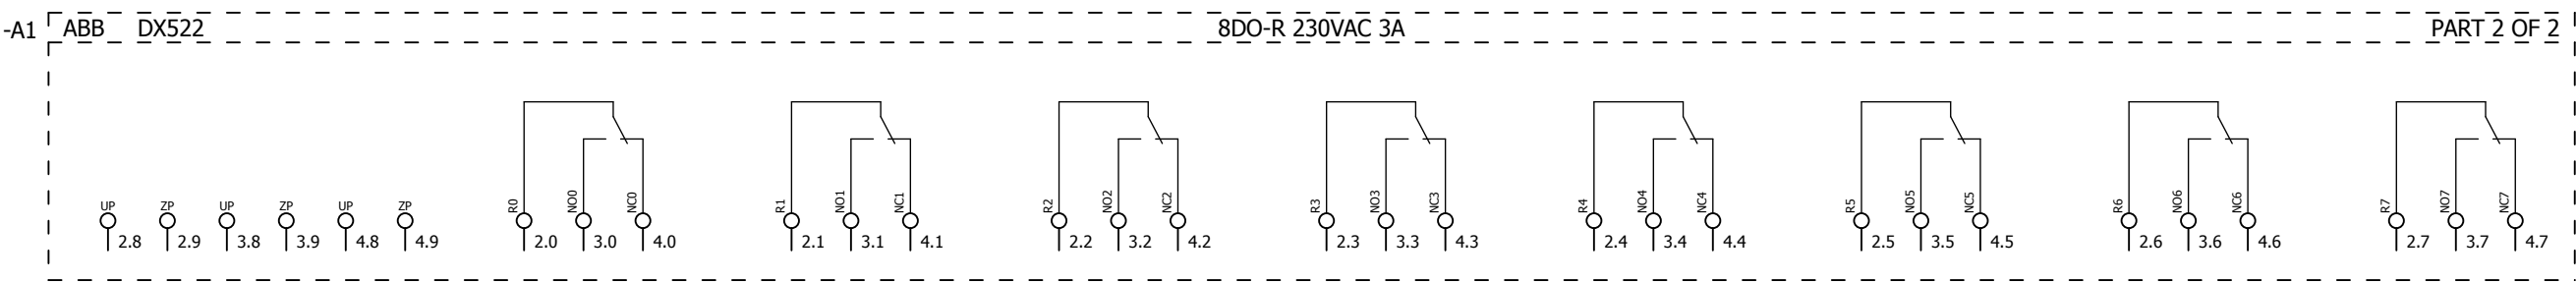 -A1 ABB DX522 8DO-R 230VAC 3A PART 2 OF 2
UP ZP UP ZP UP ZP R0 NO0 NC0 R1 NO1 NC1 R2 NO2 NC2 R3 NO3 NC3 R4 NO4 NC4 R5 NO5 NC5 R6 NO6 NC6 R7 NO7 NC7
2.8 2.9 3.8 3.9 4.8 4.9 2.0 3.0 4.0 2.1 3.1 4.1 2.2 3.2 4.2 2.3 3.3 4.3 2.4 3.4 4.4 2.5 3.5 4.5 2.6 3.6 4.6 2.7 3.7 4.7